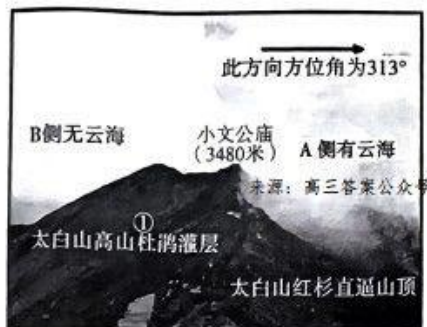 此方向方位角为313°
B侧无云海
小文公庙
（3480米）
A侧有云海
来源：高三答案公众号
①
太白山高山杜鹃灌层
太白山红杉直逼山顶